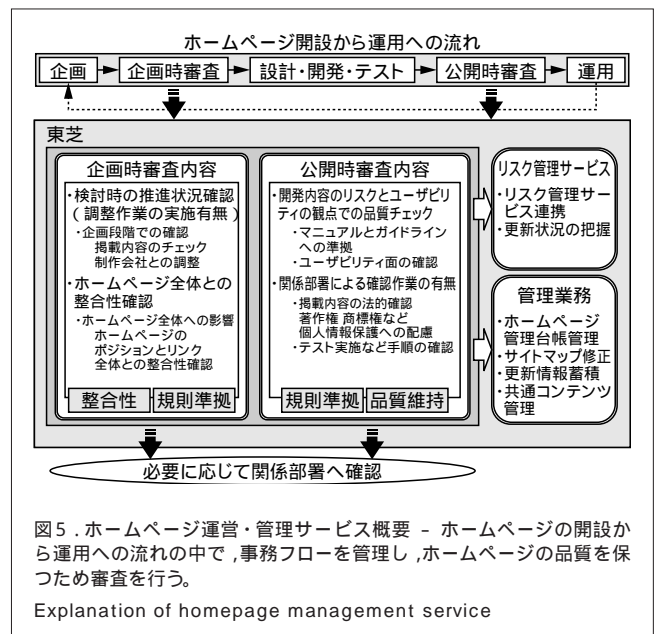 ホームページ開設から運用への流れ
企画
企画時審査
設計・開発・テスト
公開時審査
運用
東芝
企画時審査内容
・検討時の推進状況確認
(調整作業の実施有無)
・企画段階での確認
掲載内容のチェック
制作会社との調整
・ホームページ全体との
整合性確認
・ホームページ全体への影響
ホームページの
ポジションとリンク
全体との整合性確認
整合性
規則準拠
公開時審査内容
・開発内容のリスクとユーザビリ
ティの観点での品質チェック
・マニュアルとガイドライン
への準拠
・ユーザビリティ面の確認
・関係部署による確認作業の有無
・掲載内容の法的確認
著作権 商標権など
個人情報保護への配慮
・テスト実施など手順の確認
規則準拠
品質維持
リスク管理サービス
・リスク管理サー
ビス連携
・更新状況の把握
管理業務
・ホームページ
管理台帳管理
・サイトマップ修正
・更新情報蓄積
・共通コンテンツ
管理
必要に応じて関係部署へ確認
図5.ホームページ運営・管理サービス概要 - ホームページの開設か
ら運用への流れの中で,事務フローを管理し,ホームページの品質を保
つため審査を行う。
Explanation of homepage management service